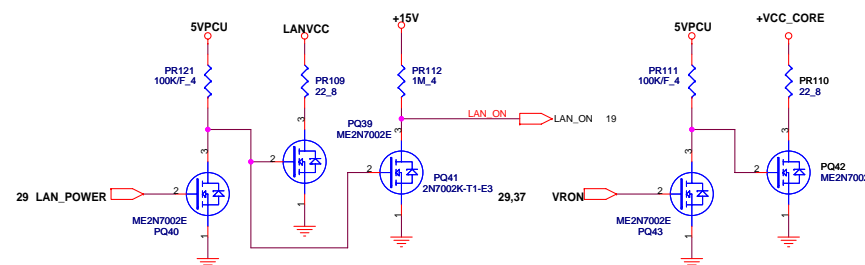 5VPCU
LANVCC
+15V
5VPCU
+VCC_CORE
PR121
100K/F_4
PR109
22_8
PR112
1M_4
PR111
100K/F_4
PR110
22_8
3
PQ39
ME2N7002E
LAN_ON
LAN_ON 19
3
2
1
3
2
1
PQ41
2N7002K-T1-E3
3
2
1
PQ42
ME2N7002
29 LAN_POWER
2
1
ME2N7002E
PQ40
29,37 VRON
3
2
1
ME2N7002E
PQ43